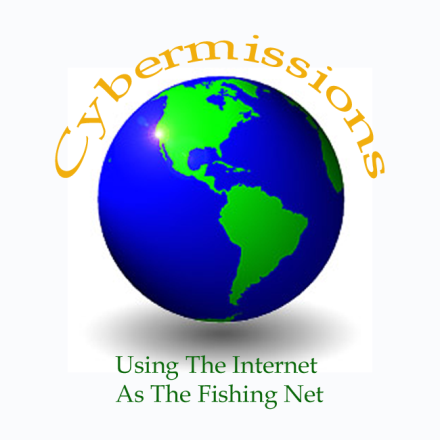 Cybermissions
Using The Internet
As The Fishing Net